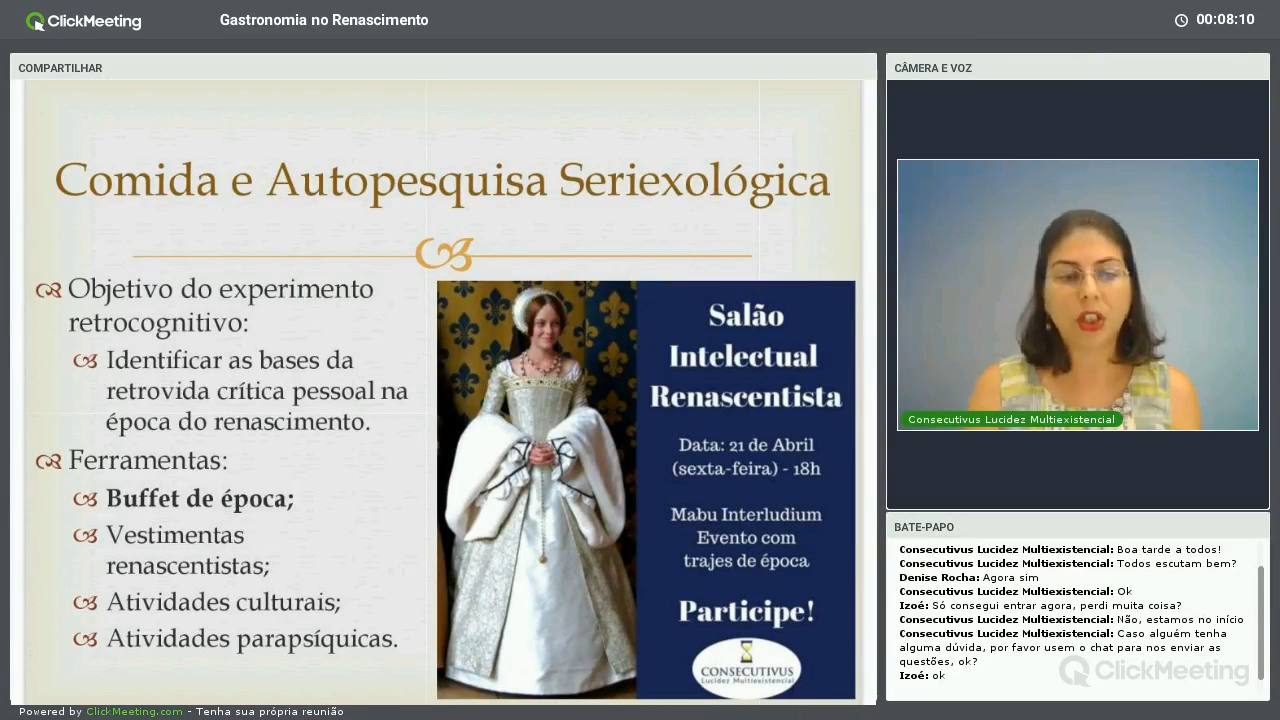 ClickMeeting
Gastronomia no Renascimento
00:08:10
COMPARTILHAR
Comida e Autopesquisa Seriexológica
Objetivo do experimento
retrocognitivo:
Identificar as bases da
retrovida crítica pessoal na
época do renascimento.
Ferramentas:
Buffet de época;
Vestimentas
renascentistas;
Atividades culturais;
Atividades parapsíquicas.
Salão
Intelectual
Renascentista
Data: 21 de Abril
(sexta-feira) - 18h
Mabu Interludium
Evento com
trajes de época
Participe!
CONSECUTIVUS
Lucidez Multiexistencial
CÂMERA E VOZ
Consecutivus Lucidez Multiexistencial
BATE-PAPO
Consecutivus Lucidez Multiexistencial: Boa tarde a todos!
Consecutivus Lucidez Multiexistencial: Todos escutam bem?
Denise Rocha: Agora sim
Consecutivus Lucidez Multiexistencial: Ok
Izoé: Só consegui entrar agora, perdi muita coisa?
Consecutivus Lucidez Multiexistencial: Não, estamos no início
Consecutivus Lucidez Multiexistencial: Caso alguém tenha
alguma dúvida, por favor usem o chat para nos enviar as
questões, ok?
Izoé: ok
ClickMeeting
Powered by ClickMeeting.com - Tenha sua própria reunião